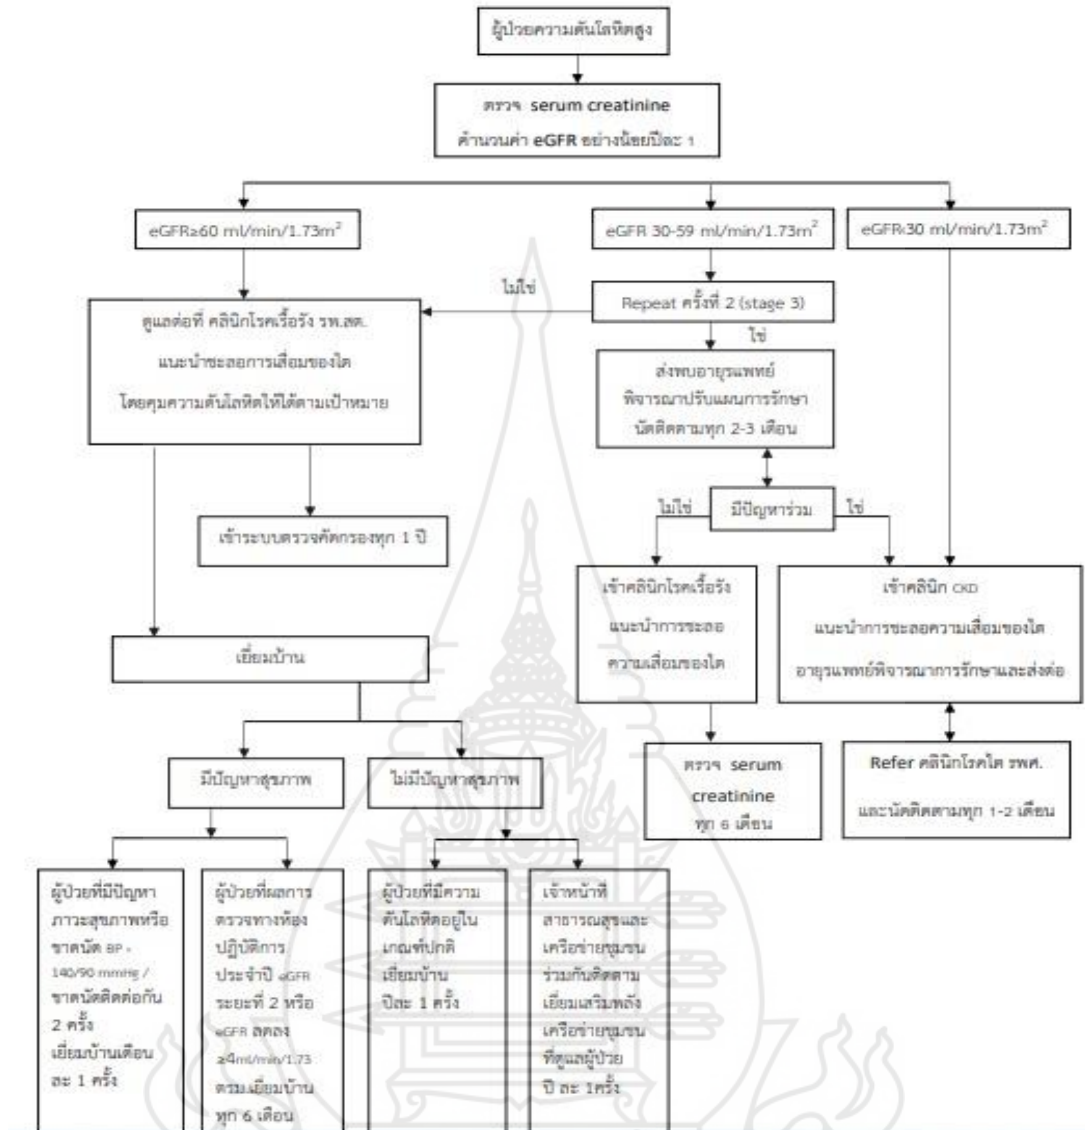 ผู้ป่วยความดันโลหิตสูง
ตรวจ serum creatinine
คำนวนค่า eGFR อย่างน้อยปีละ 1
eGFR≥60 ml/min/1.73m²
eGFR 30-59 ml/min/1.73m²
eGFR<30 ml/min/1.73m²
ไม่ใช่
Repeat ครั้งที่ 2 (stage 3)
ดูแลต่อที่ คลินิกโรคเรื้อรัง รพ.สต.
แนะนำชะลอการเสื่อมของไต
โดยคุมความดันโลหิตให้ได้ตามเป้าหมาย
ใช่
ส่งพบอายุรแพทย์
พิจารณาปรับแผนการรักษา
นัดติดตามทุก 2-3 เดือน
ไม่ใช่
มีปัญหาร่วม
ใช่
เข้าระบบตรวจคัดกรองทุก 1 ปี
เข้าคลินิกโรคเรื้อรัง
แนะนำการชะลอ
ความเสื่อมของไต
เข้าคลินิก CKD
แนะนำการชะลอความเสื่อมของไต
อายุรแพทย์พิจารณาการรักษาและส่งต่อ
เยี่ยมบ้าน
ตรวจ serum
creatinine
ทุก 6 เดือน
Refer คลินิกโรคไต รพศ.
และนัดติดตามทุก 1-2 เดือน
มีปัญหาสุขภาพ
ไม่มีปัญหาสุขภาพ
ผู้ป่วยที่มีปัญหา
ภาวะสุขภาพหรือ
ขาดนัด BP
140/90 mmHg /
ขาดนัดติดต่อกัน
2 ครั้ง
เยี่ยมบ้านเดือน
ละ 1 ครั้ง
ผู้ป่วยที่ผลการ
ตรวจทางห้อง
ปฏิบัติการ
ประจำปี eGFR
ระยะที่ 2 หรือ
eGFR ลดลง
≥4ml/min/1.73
ตรม.เยี่ยมบ้าน
ทุก 6 เดือน
ผู้ป่วยที่มีความ
ดันโลหิตอยู่ใน
เกณฑ์ปกติ
เยี่ยมบ้าน
ปีละ 1 ครั้ง
เจ้าหน้าที่
สาธารณสุขและ
เครือข่ายชุมชน
ร่วมกันติดตาม
เยี่ยมเสริมพลัง
เครือข่ายชุมชน
ที่ดูแลผู้ป่วย
ปี ละ 1ครั้ง